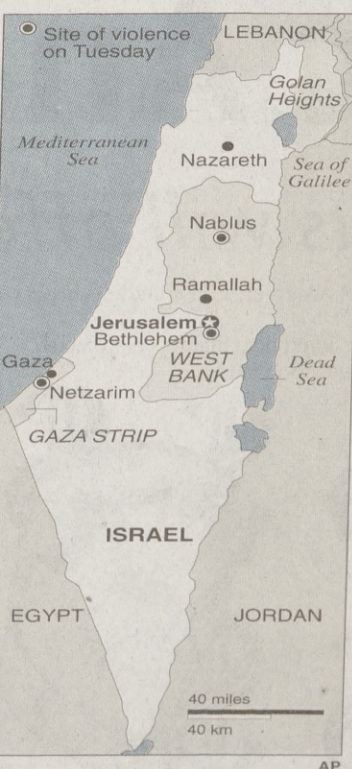 Site of violence
on Tuesday
LEBANON
Golan
Heights
Mediterranean
Sea
Nazareth
Sea of
Galilee
Nablus
Ramallah
Jerusalem
Bethlehem
WEST
BANK
Dead
Sea
Gaza
Netzarim
GAZA STRIP
ISRAEL
EGYPT
JORDAN
40 miles
40 km
AP